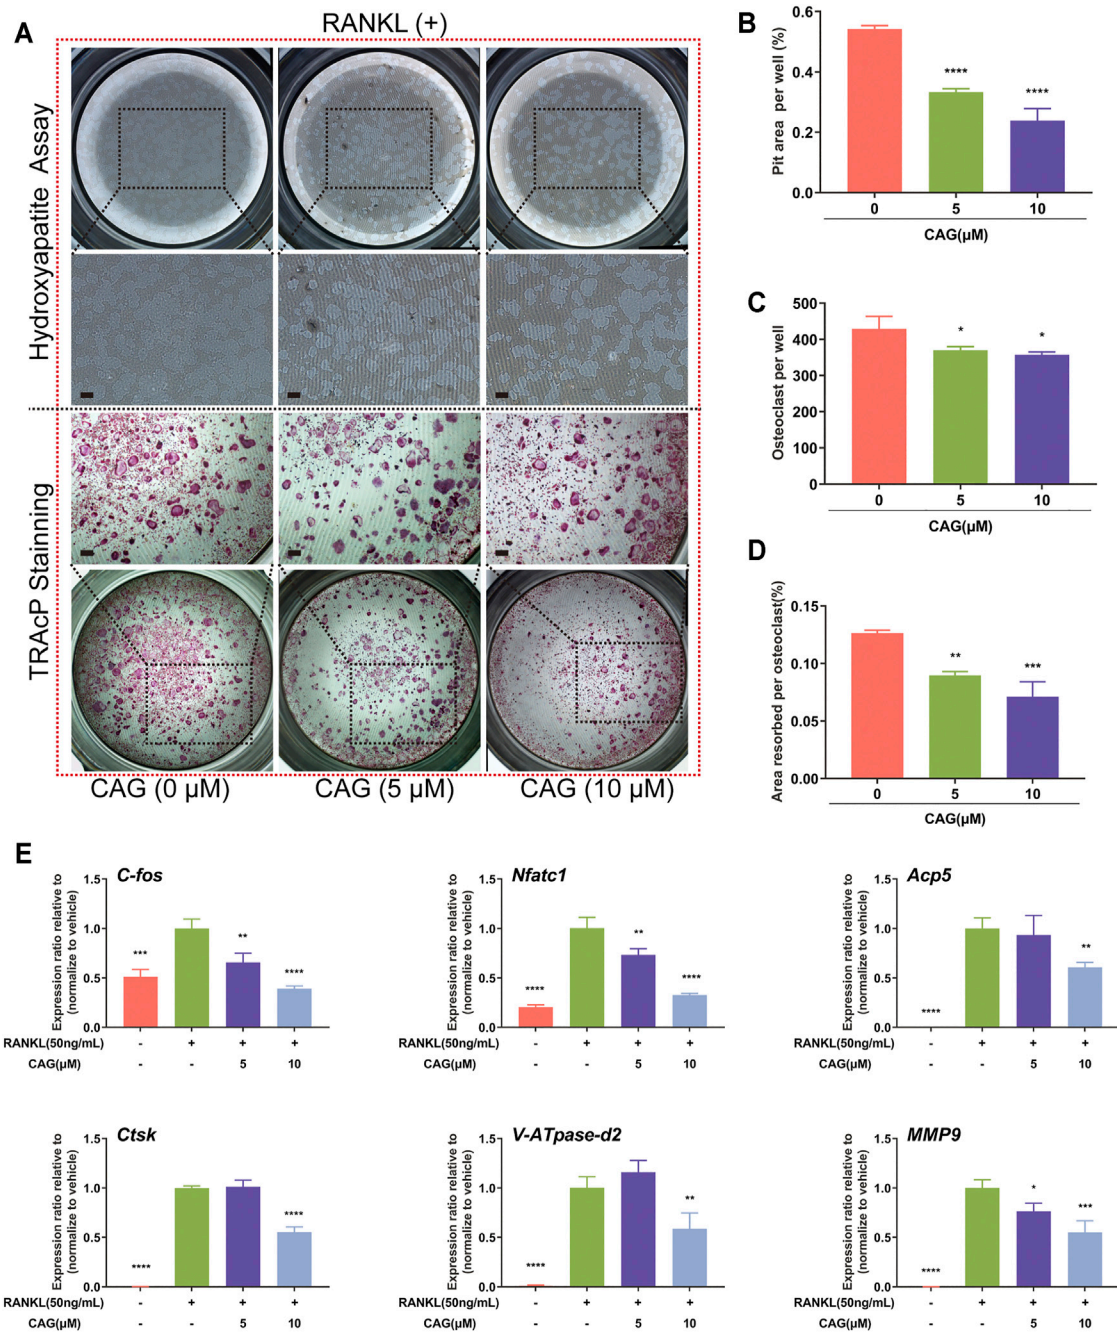 A
RANKL (+)
Hydroxyapatite Assay
TRAcP Staining
CAG (0 μM)
CAG (5 μM)
CAG (10 μM)
B
Pit area per well (%)
0.6
0.4
0.2
0.0
****
****
0
5
10
CAG(μM)
C
Osteoclast per well
500
400
300
200
100
0
*
*
0
5
10
CAG(μM)
D
Area resorbed per osteoclast(%)
0.15
0.10
0.05
0.00
**
***
0
5
10
CAG(μM)
E
C-fos
Expression ratio relative to
(normalize to vehicle)
1.5
1.0
0.5
0.0
***
**
****
RANKL(50ng/mL) - + + +
CAG(μM) - - 5 10
Nfatc1
Expression ratio relative to
(normalize to vehicle)
1.5
1.0
0.5
0.0
****
**
****
RANKL(50ng/mL) - + + +
CAG(μM) - - 5 10
Acp5
Expression ratio relative to
(normalize to vehicle)
1.5
1.0
0.5
0.0
****
**
RANKL(50ng/mL) - + + +
CAG(μM) - - 5 10
Ctsk
Expression ratio relative to
(normalize to vehicle)
1.5
1.0
0.5
0.0
****
****
RANKL(50ng/mL) - + + +
CAG(μM) - - 5 10
V-ATpase-d2
Expression ratio relative to
(normalize to vehicle)
1.5
1.0
0.5
0.0
****
**
RANKL(50ng/mL) - + + +
CAG(μM) - - 5 10
MMP9
Expression ratio relative to
(normalize to vehicle)
1.5
1.0
0.5
0.0
****
*
***
RANKL(50ng/mL) - + + +
CAG(μM) - - 5 10